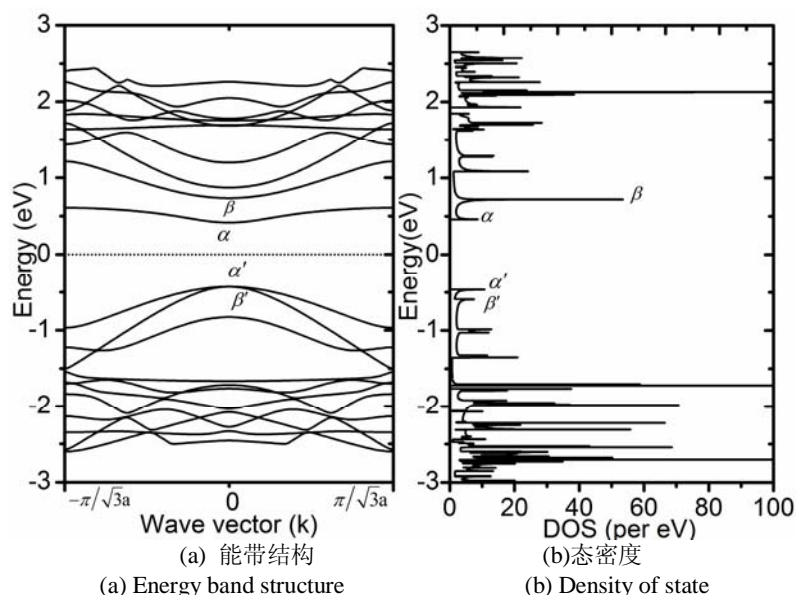 3
2
1
0
-1
-2
-3
Energy (eV)
β
α
α′
β′
-π/√3a
0
π/√3a
Wave vector (k)
3
2
1
0
-1
-2
-3
Energy(eV)
β
α
α′
β′
0 20 40 60 80 100
DOS (per eV)
(a) 能带结构
(b)态密度
(a) Energy band structure
(b) Density of state